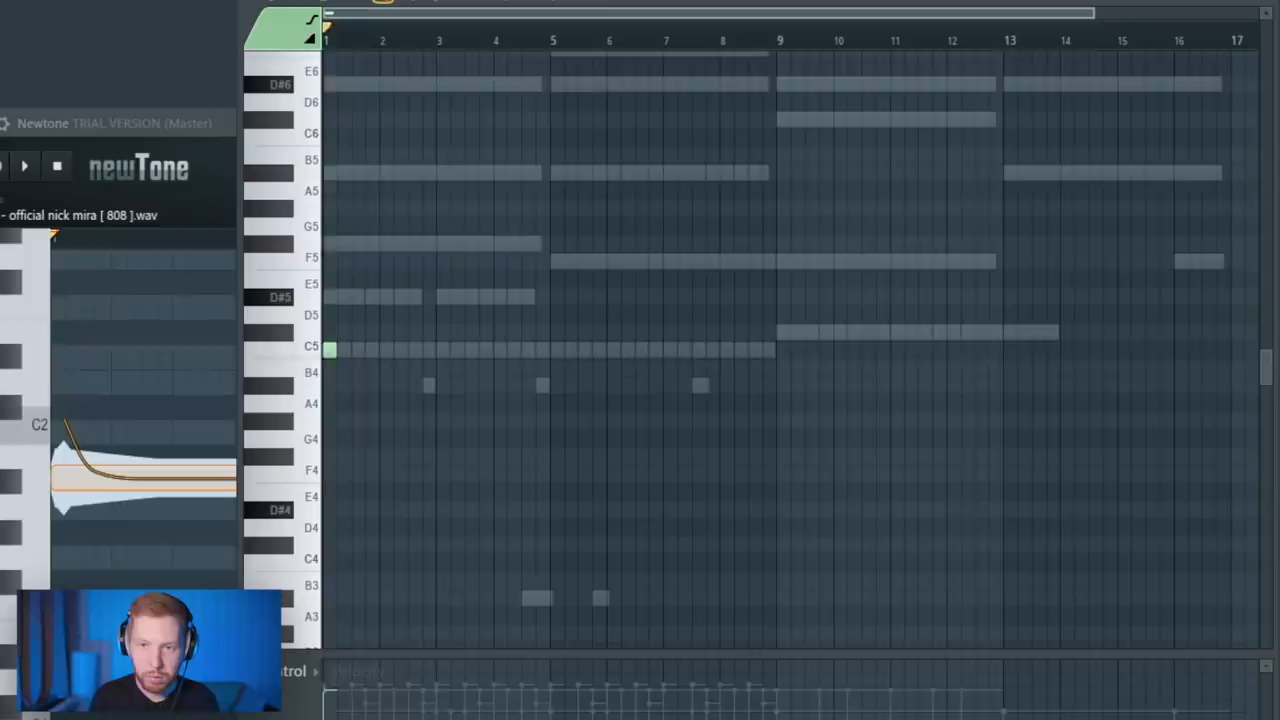 1 2 3 4 5 6 7 8 9 10 11 12 13 14 15 16 17
E6
D#6
D6
C6
B5
A5
G5
F5
E5
D#5
D5
C5
B4
A4
G4
F4
E4
D#4
D4
C4
B3
A3
Newtone TRIAL VERSION (Master)
newTone
- official nick mira [ 808 ].wav
C2
ntrol
Velocity